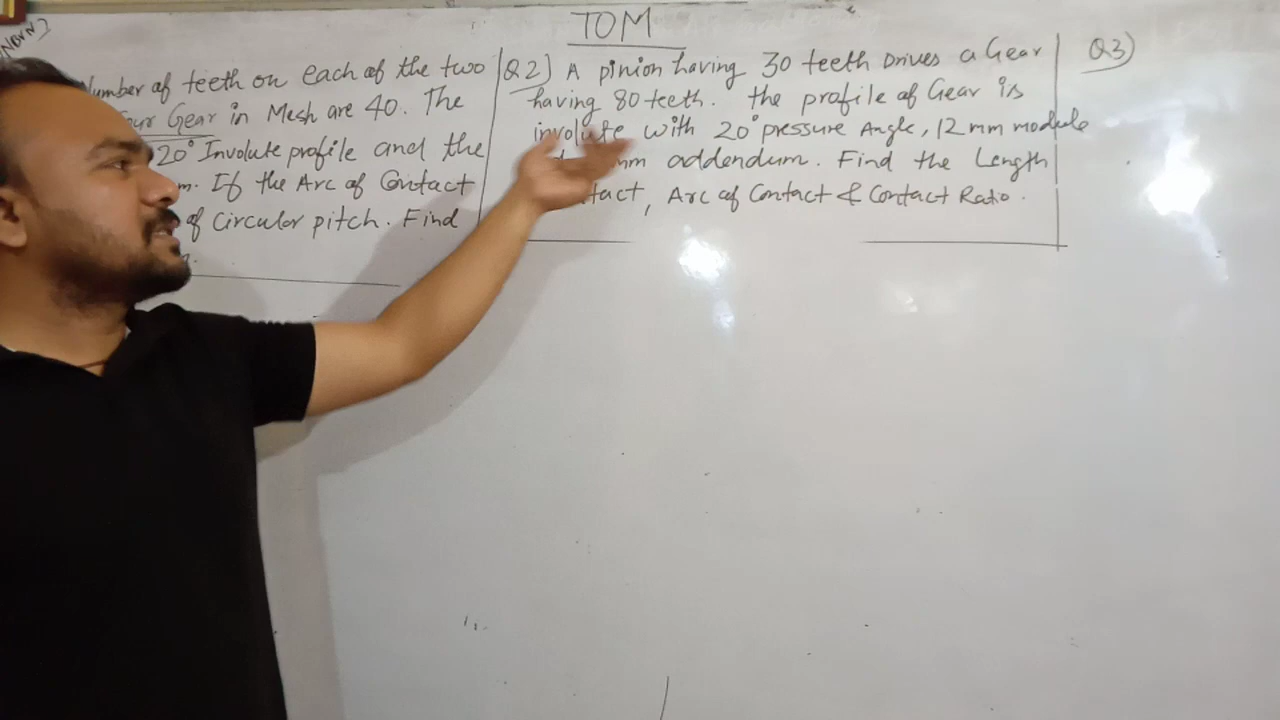 TOM
Number of teeth on each of the two
Gear in Mesh are 40. The
20° Involute profile and the
m. If the Arc of Contact
of Circular pitch. Find
Q2) A pinion having 30 teeth Drives a Gear
having 80 teeth. The profile of Gear is
involute with 20° pressure Angle, 12 mm module
mm addendum. Find the Length
tact, Arc of Contact & Contact Ratio.
Q3)